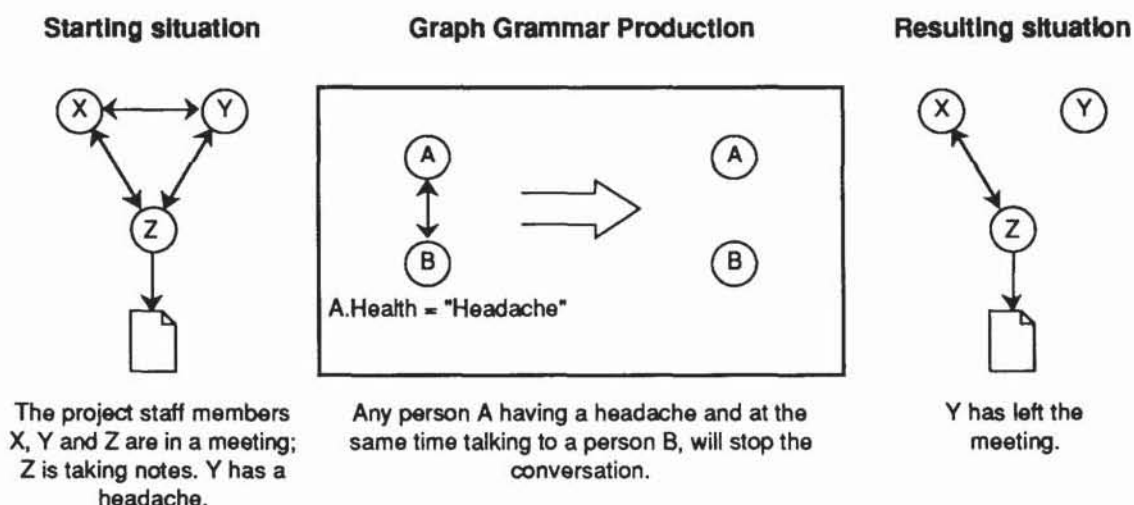 Starting situation
X
Y
Z
The project staff members
X, Y and Z are in a meeting;
Z is taking notes. Y has a
headache.
Graph Grammar Production
A
B
A.Health = "Headache"
A
B
Any person A having a headache and at the
same time talking to a person B, will stop the
conversation.
Resulting situation
X
Y
Z
Y has left the
meeting.